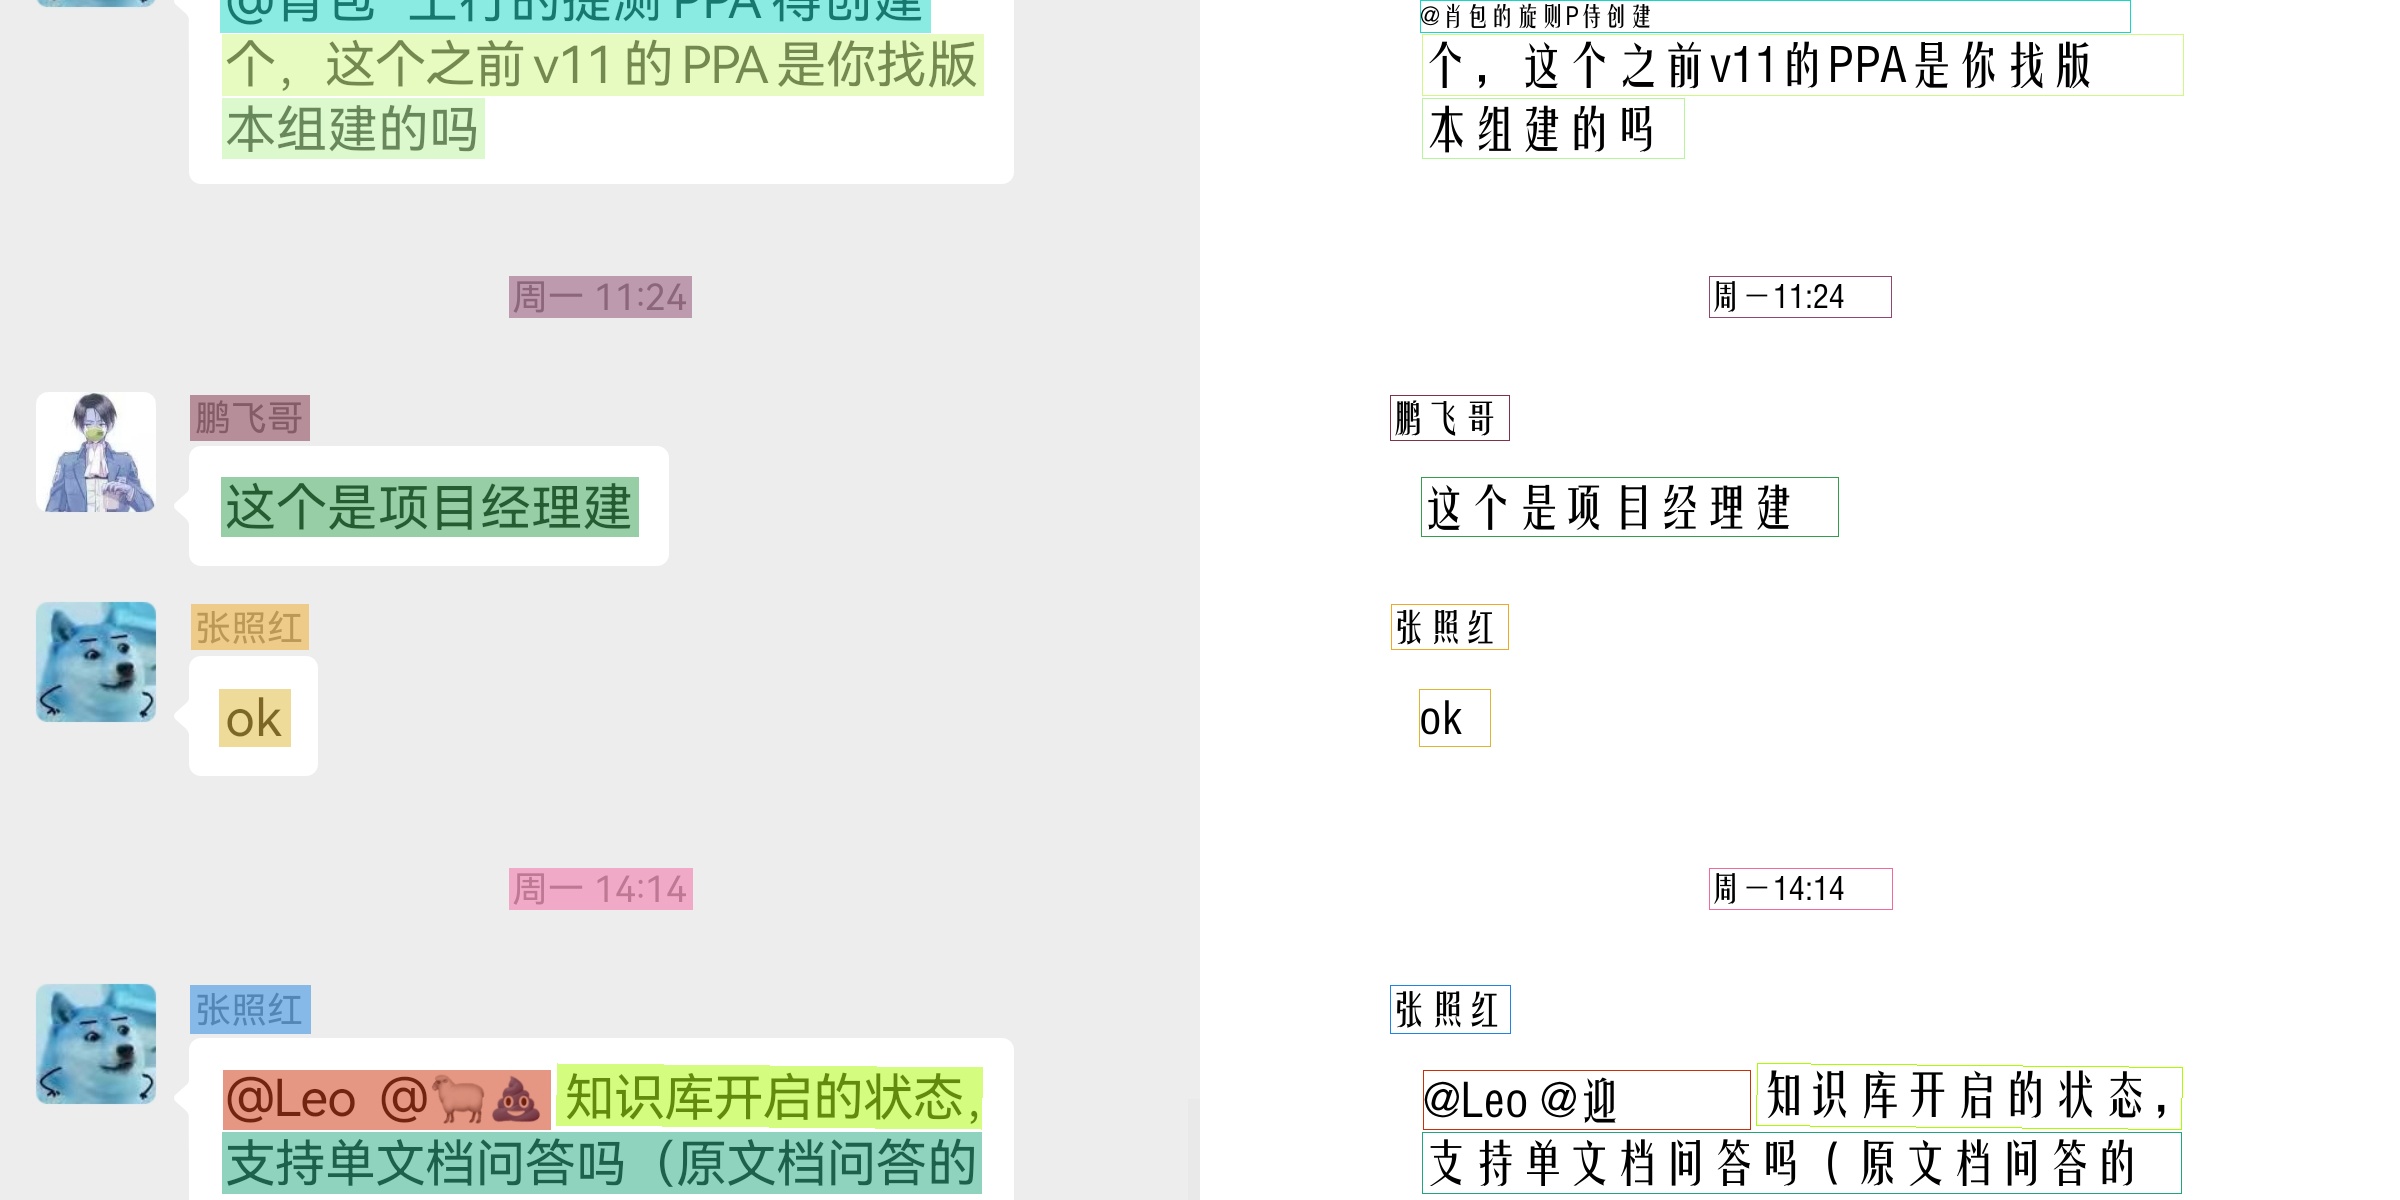 @肖包 的提测 PPA 得创建
个，这个之前 v11 的 PPA 是你找版
本组建的吗
周一 11:24
鹏飞哥
这个是项目经理建
张照红
ok
周一 14:14
张照红
@Leo @🐑💩 知识库开启的状态，
支持单文档问答吗（原文档问答的
@肖包的旋则P侍创建
个，这个之前v11的PPA是你找版
本组建的吗
周一11:24
鹏飞哥
这个是项目经理建
张照红
ok
周一14:14
张照红
@Leo @迎 知识库开启的状态，
支持单文档问答吗（原文档问答的